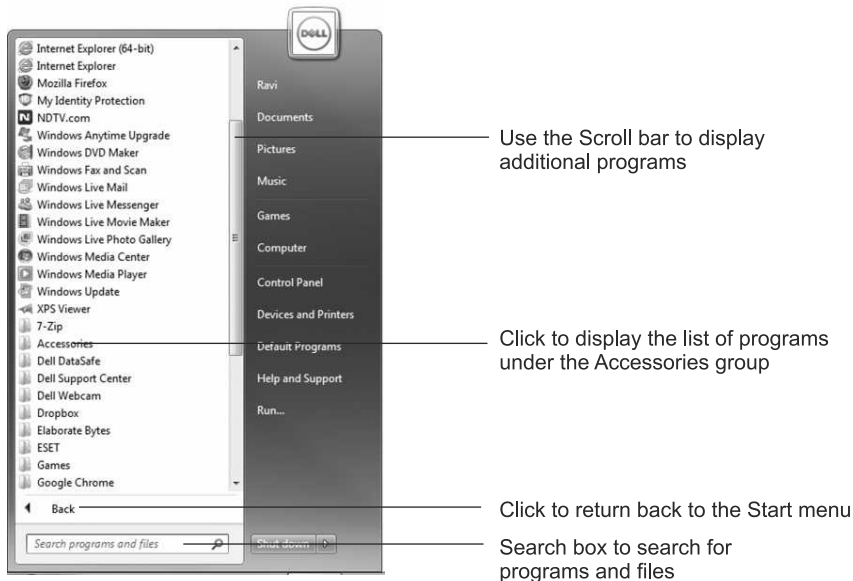 DELL
Internet Explorer (64-bit)
Internet Explorer
Mozilla Firefox
My Identity Protection
N NDTV.com
Windows Anytime Upgrade
Windows DVD Maker
Windows Fax and Scan
Windows Live Mail
Windows Live Messenger
Windows Live Movie Maker
Windows Live Photo Gallery
Windows Media Center
Windows Media Player
Windows Update
XPS Viewer
7-Zip
Accessories
Dell DataSafe
Dell Support Center
Dell Webcam
Dropbox
Elaborate Bytes
ESET
Games
Google Chrome
Back
Search programs and files
Ravi
Documents
Pictures
Music
Games
Computer
Control Panel
Devices and Printers
Default Programs
Help and Support
Run...
Shut down
Use the Scroll bar to display
additional programs
Click to display the list of programs
under the Accessories group
Click to return back to the Start menu
Search box to search for
programs and files